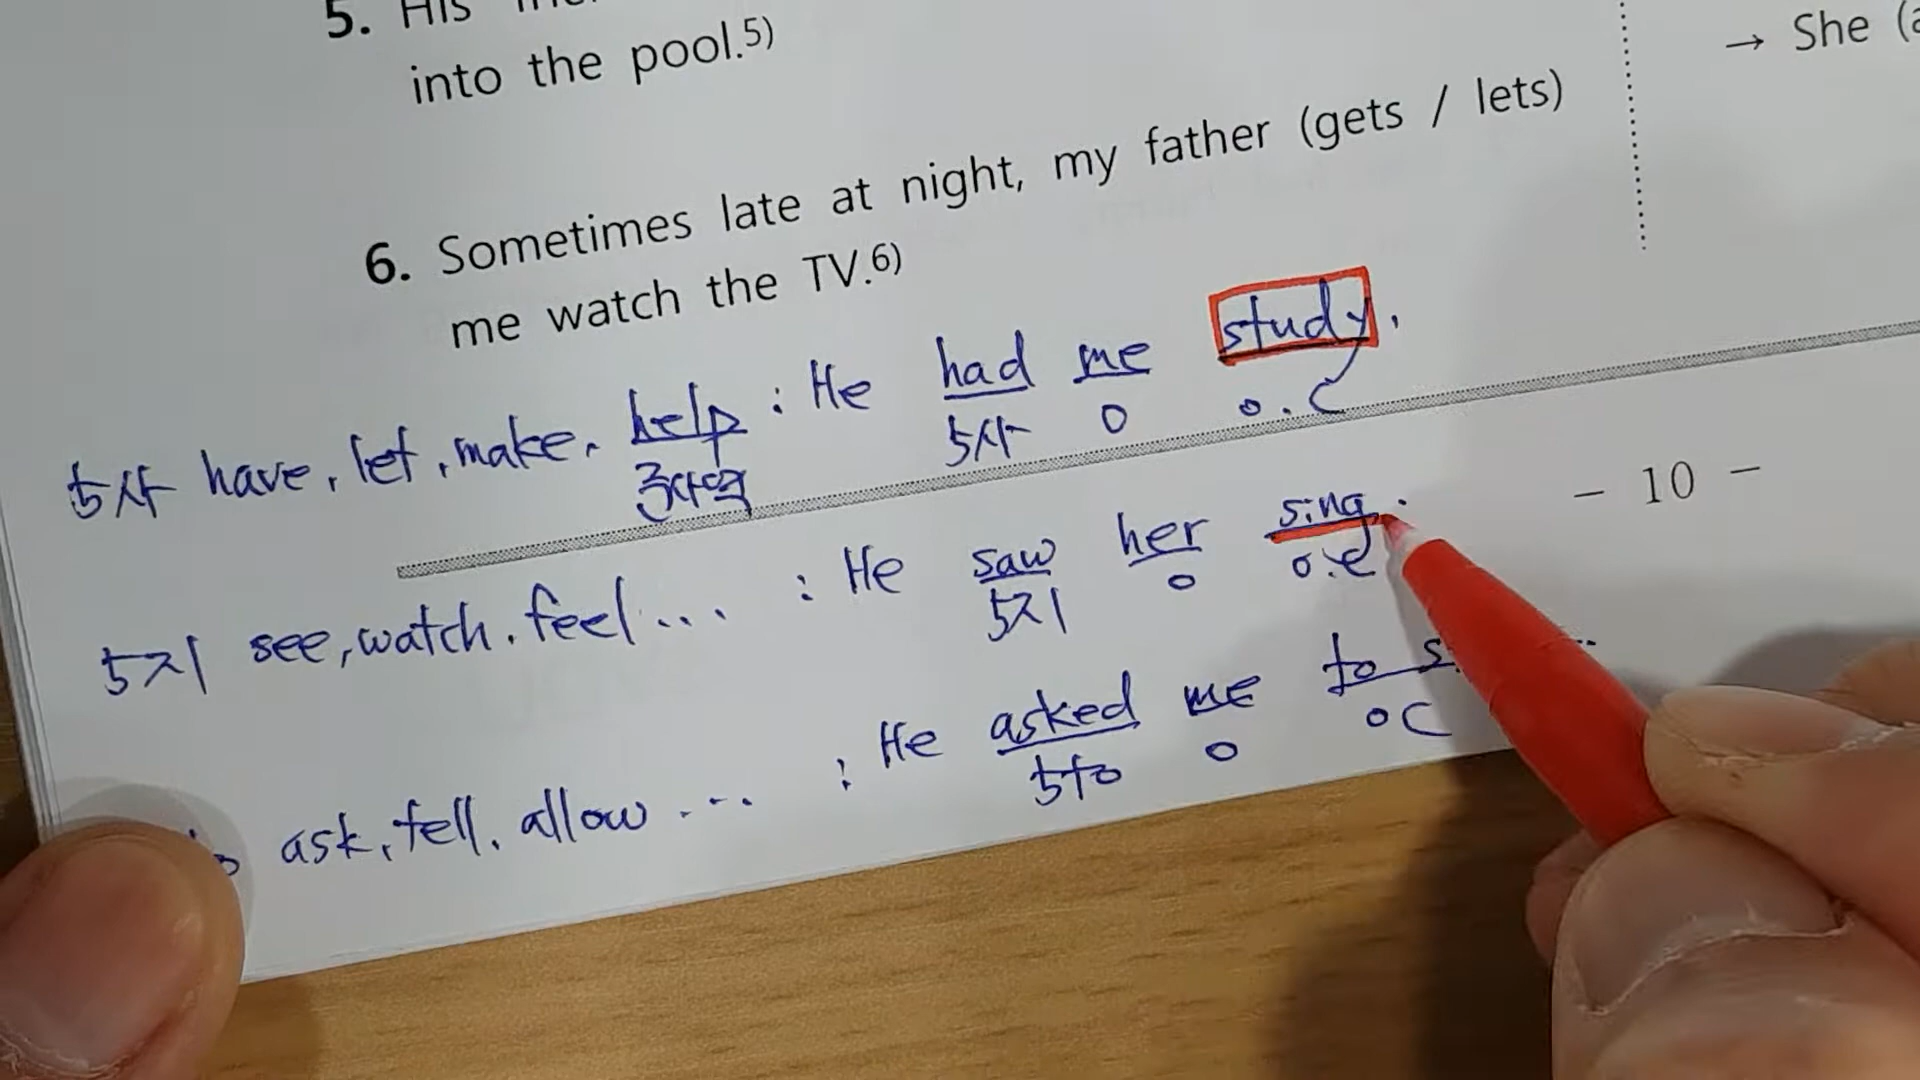 5. His
into the pool.5)
→ She (a
6. Sometimes late at night, my father (gets / lets)
me watch the TV.6)
5사 have, let, make, help : He had me study.
준사역 5사 o o.c
- 10 -
5지 see, watch, feel ... : He saw her sing.
5지 o o.c
ask, tell, allow ... : He asked me to
5to o oc